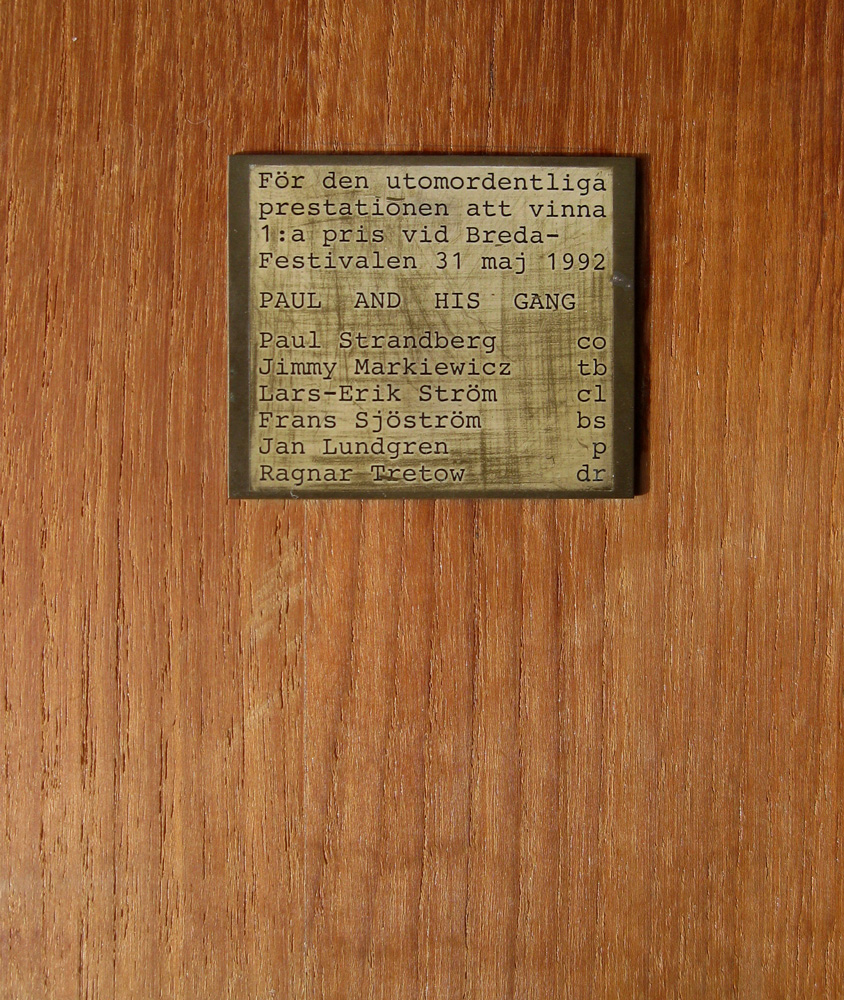 För den utomordentliga
prestationen att vinna
1:a pris vid Breda-
Festivalen 31 maj 1992
PAUL AND HIS GANG
Paul Strandberg co
Jimmy Markiewicz tb
Lars-Erik Ström cl
Frans Sjöström bs
Jan Lundgren p
Ragnar Tretow dr